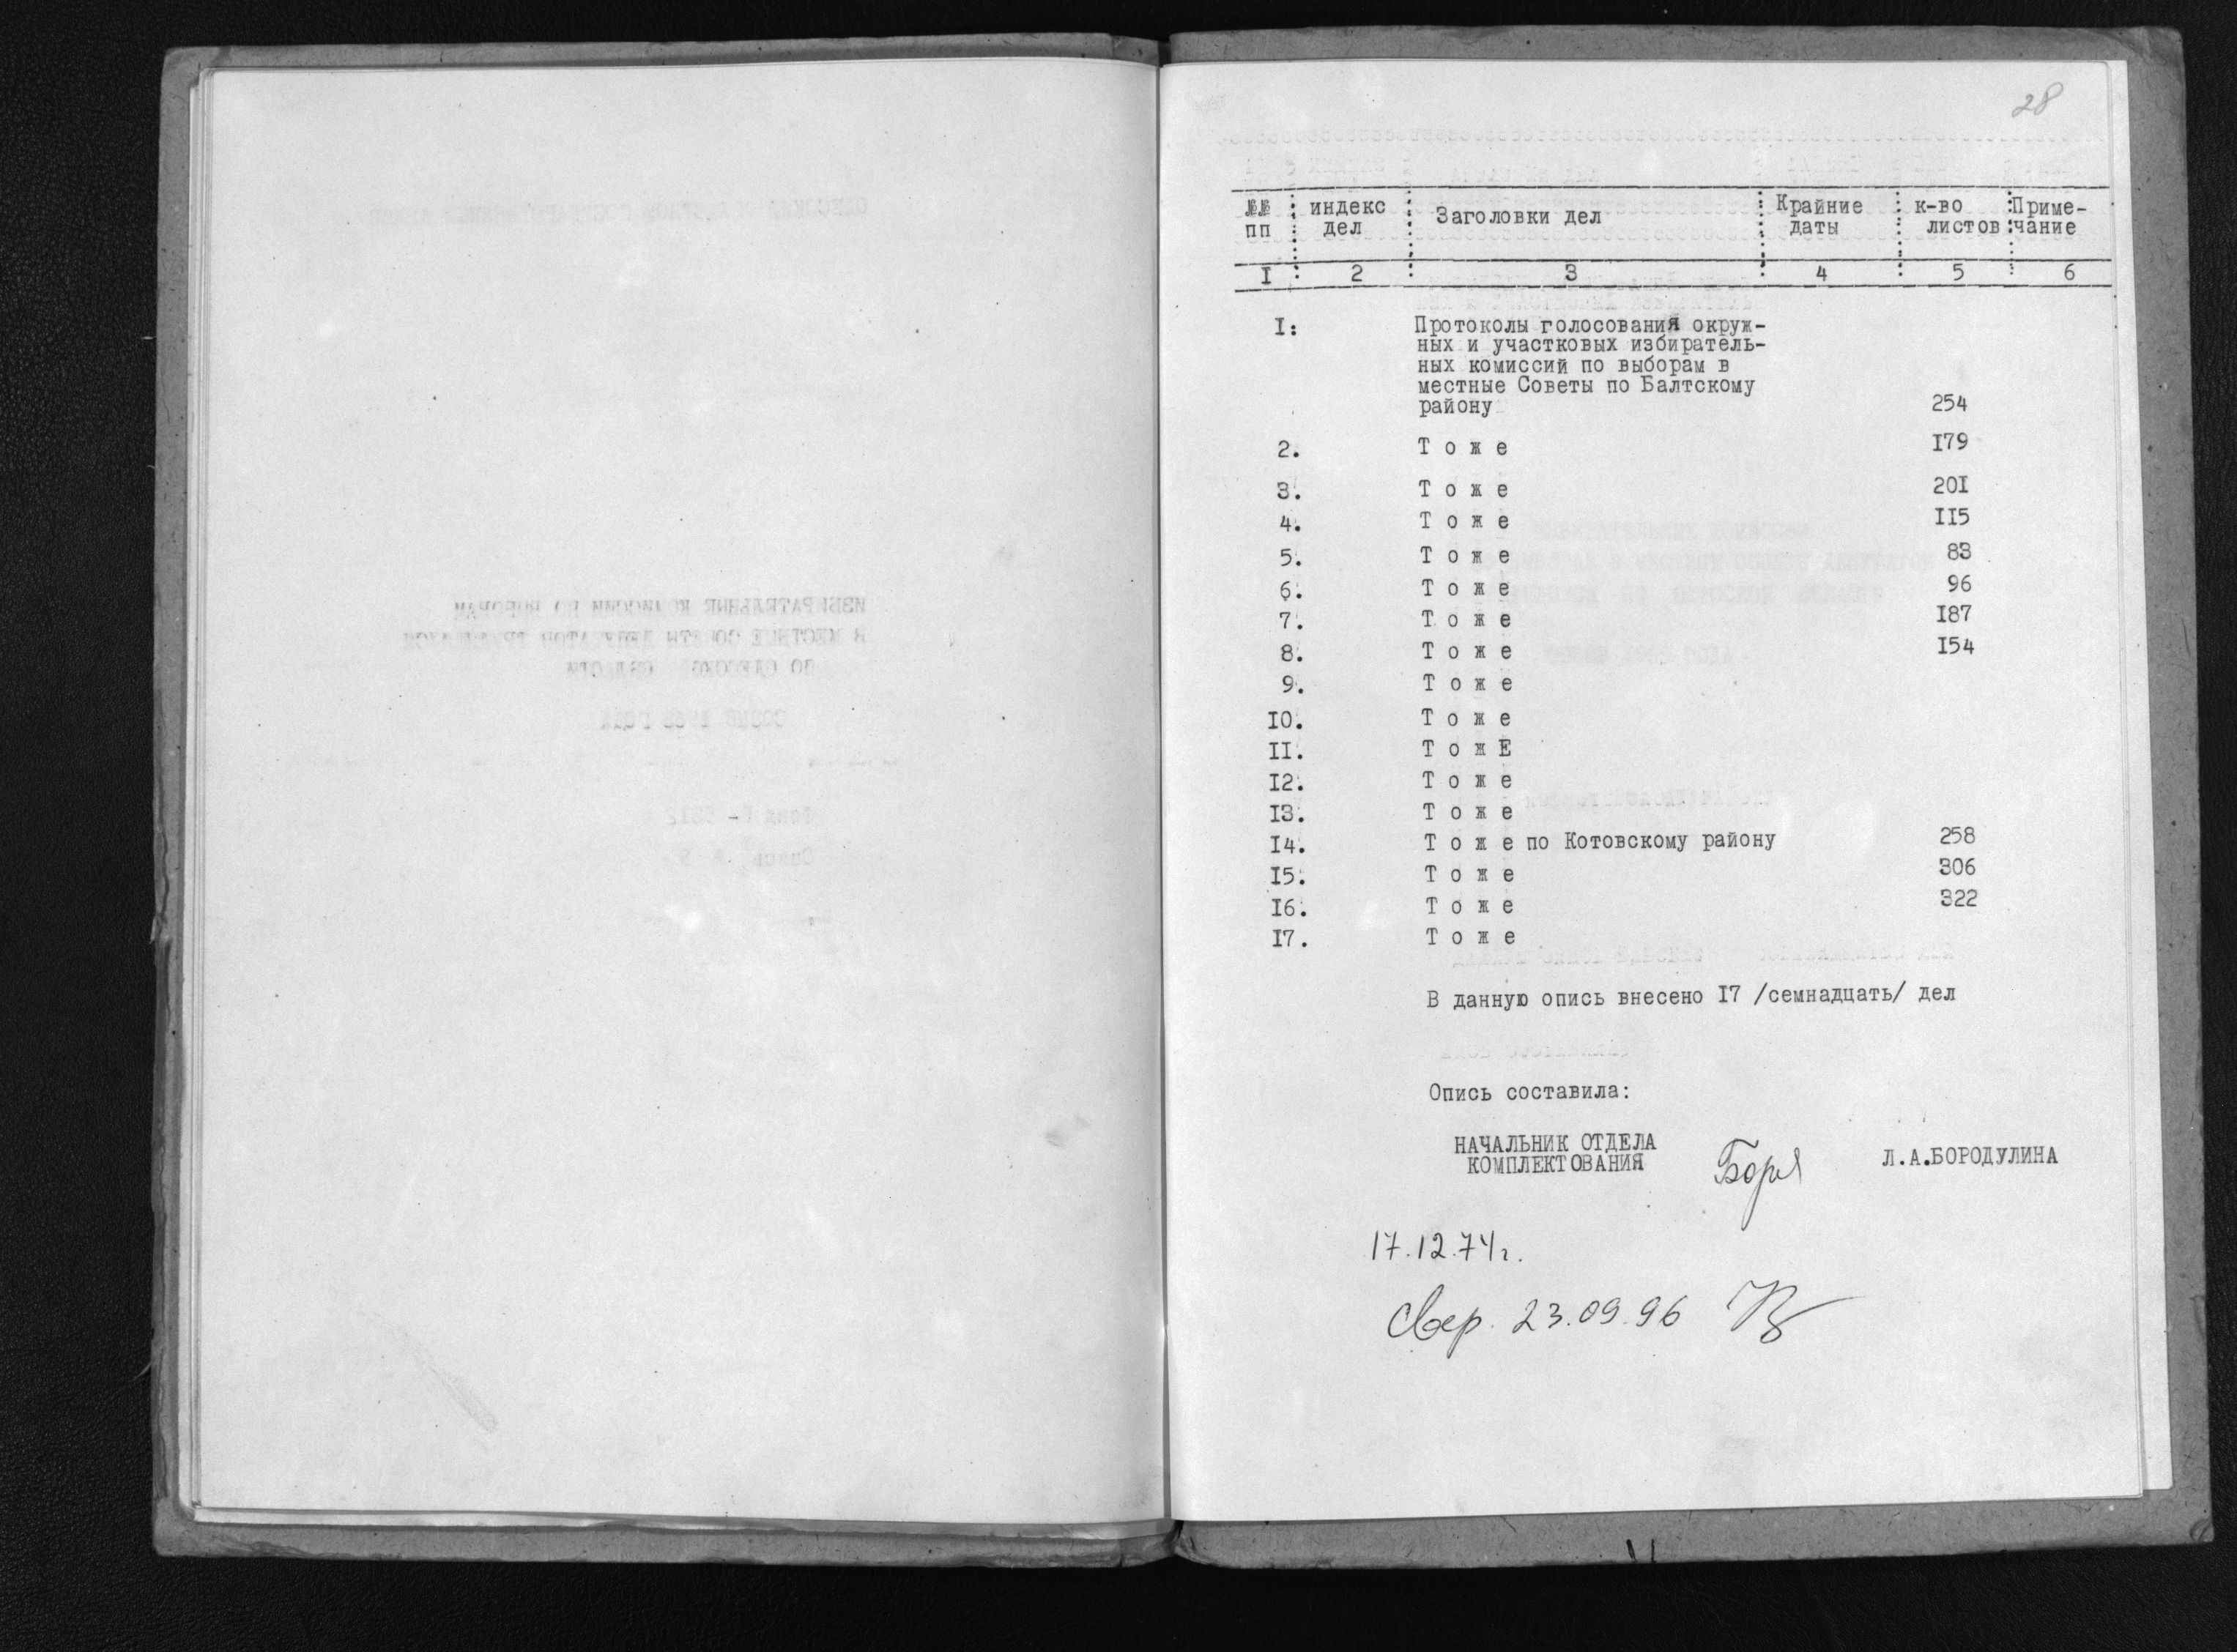 28
№№ пп индекс дел Заголовки дел Крайние даты к-во листов Приме-чание
I 2 3 4 5 6
I. Протоколы голосования окруж-
ных и участковых избиратель-
ных комиссий по выборам в
местные Советы по Балтскому
району 254
2. Т о ж е 179
3. Т о ж е 20I
4. Т о ж е II5
5. Т о ж е 83
6. Т о ж е 96
7. Т о ж е I87
8. Т о ж е I54
9. Т о ж е
IO. Т о ж е
II. Т о ж Е
I2. Т о ж е
I3. Т о ж е
I4. Т о ж е по Котовскому району 258
I5. Т о ж е 306
I6. Т о ж е 322
I7. Т о ж е
В данную опись внесено I7 /семнадцать/ дел
Опись составила:
НАЧАЛЬНИК ОТДЕЛА
КОМПЛЕКТОВАНИЯ Л.А.БОРОДУЛИНА
17.12.74г.
Свер. 23.09.96